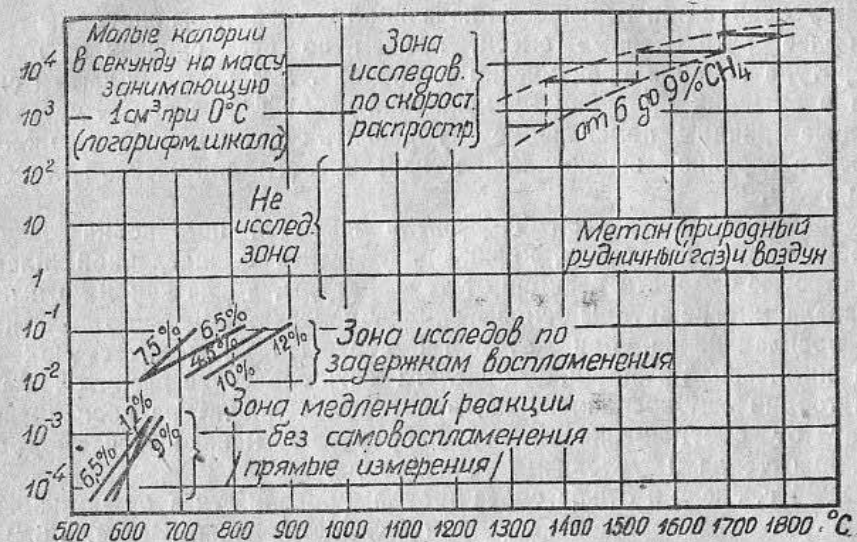 Малые калории
в секунду на массу
занимающую
1см³ при 0°С
(логарифм. шкала)
Зона
исследов.
по скорост.
распростр.
от 6 до 9% CH4
10⁴
10³
10²
10
1
10⁻¹
10⁻²
10⁻³
10⁻⁴
Не
исслед.
зона
Метан (природный
рудничный газ) и воздух
7,5%
6,5%
4,5%
10%
12%
Зона исследов по
задержкам воспламенения
6,5%
12%
9%
Зона медленной реакции
без самовоспламенения
/прямые измерения/
500 600 700 800 900 1000 1100 1200 1300 1400 1500 1600 1700 1800 °C